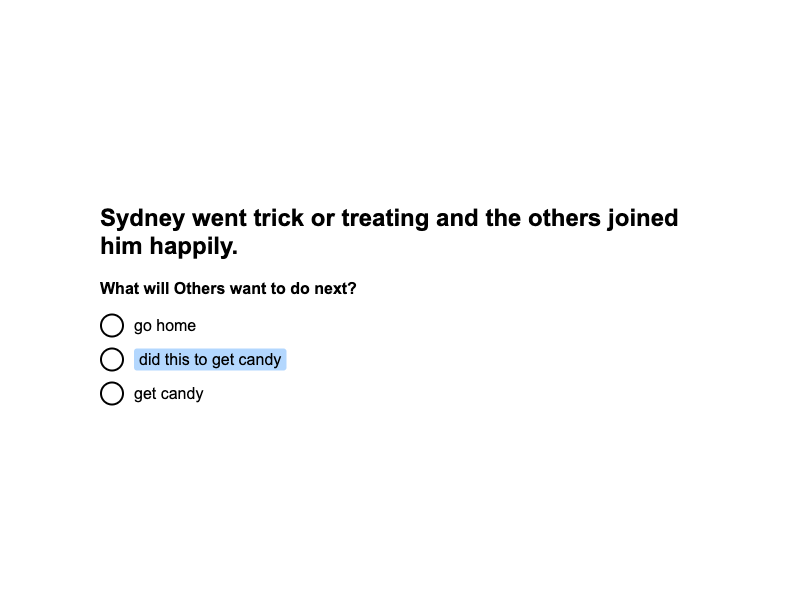 Sydney went trick or treating and the others joined
him happily.
What will Others want to do next?
go home
did this to get candy
get candy